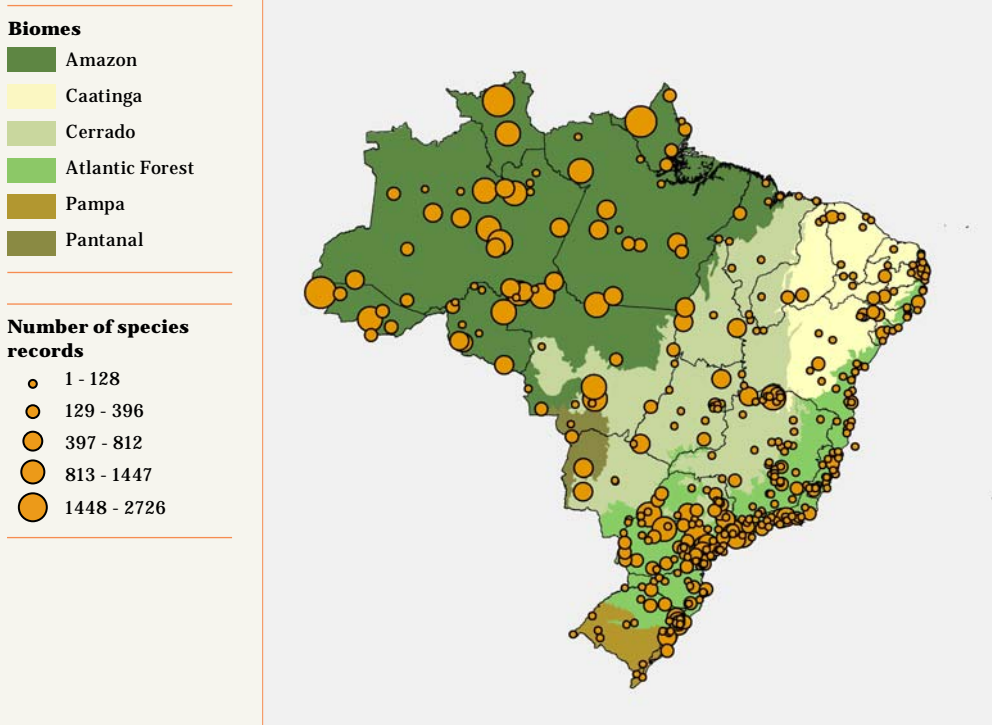 Biomes
Amazon
Caatinga
Cerrado
Atlantic Forest
Pampa
Pantanal
Number of species
records
1 - 128
129 - 396
397 - 812
813 - 1447
1448 - 2726